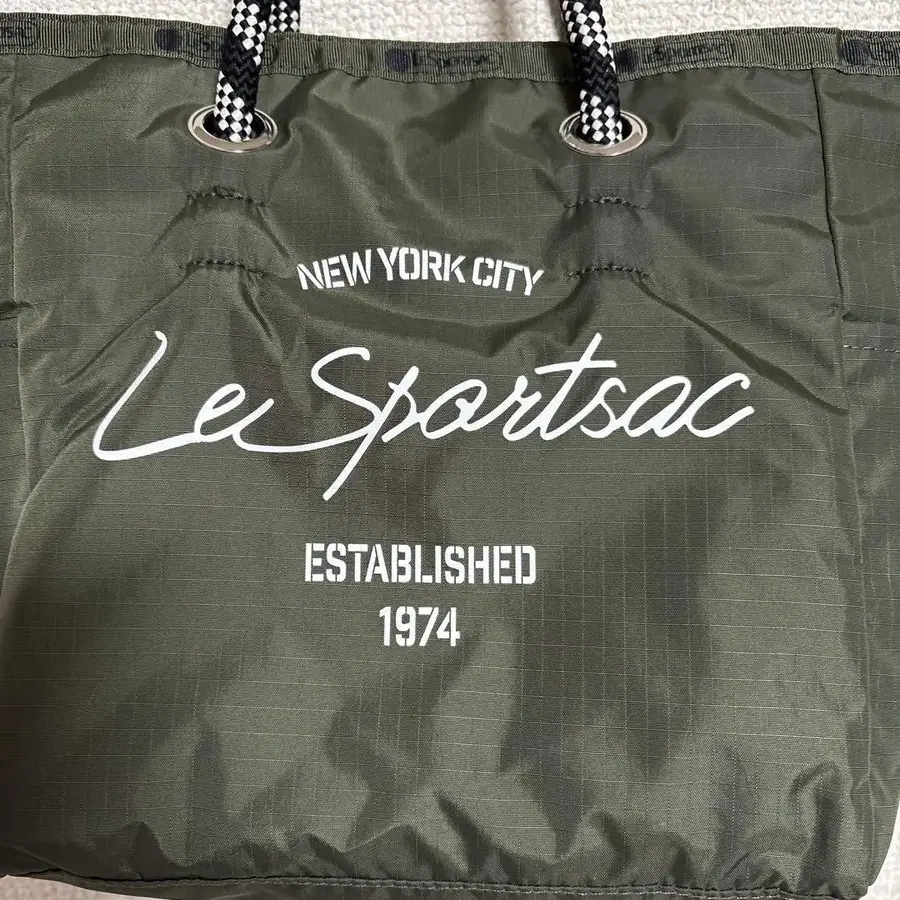 NEW YORK CITY
LeSportsac
ESTABLISHED
1974